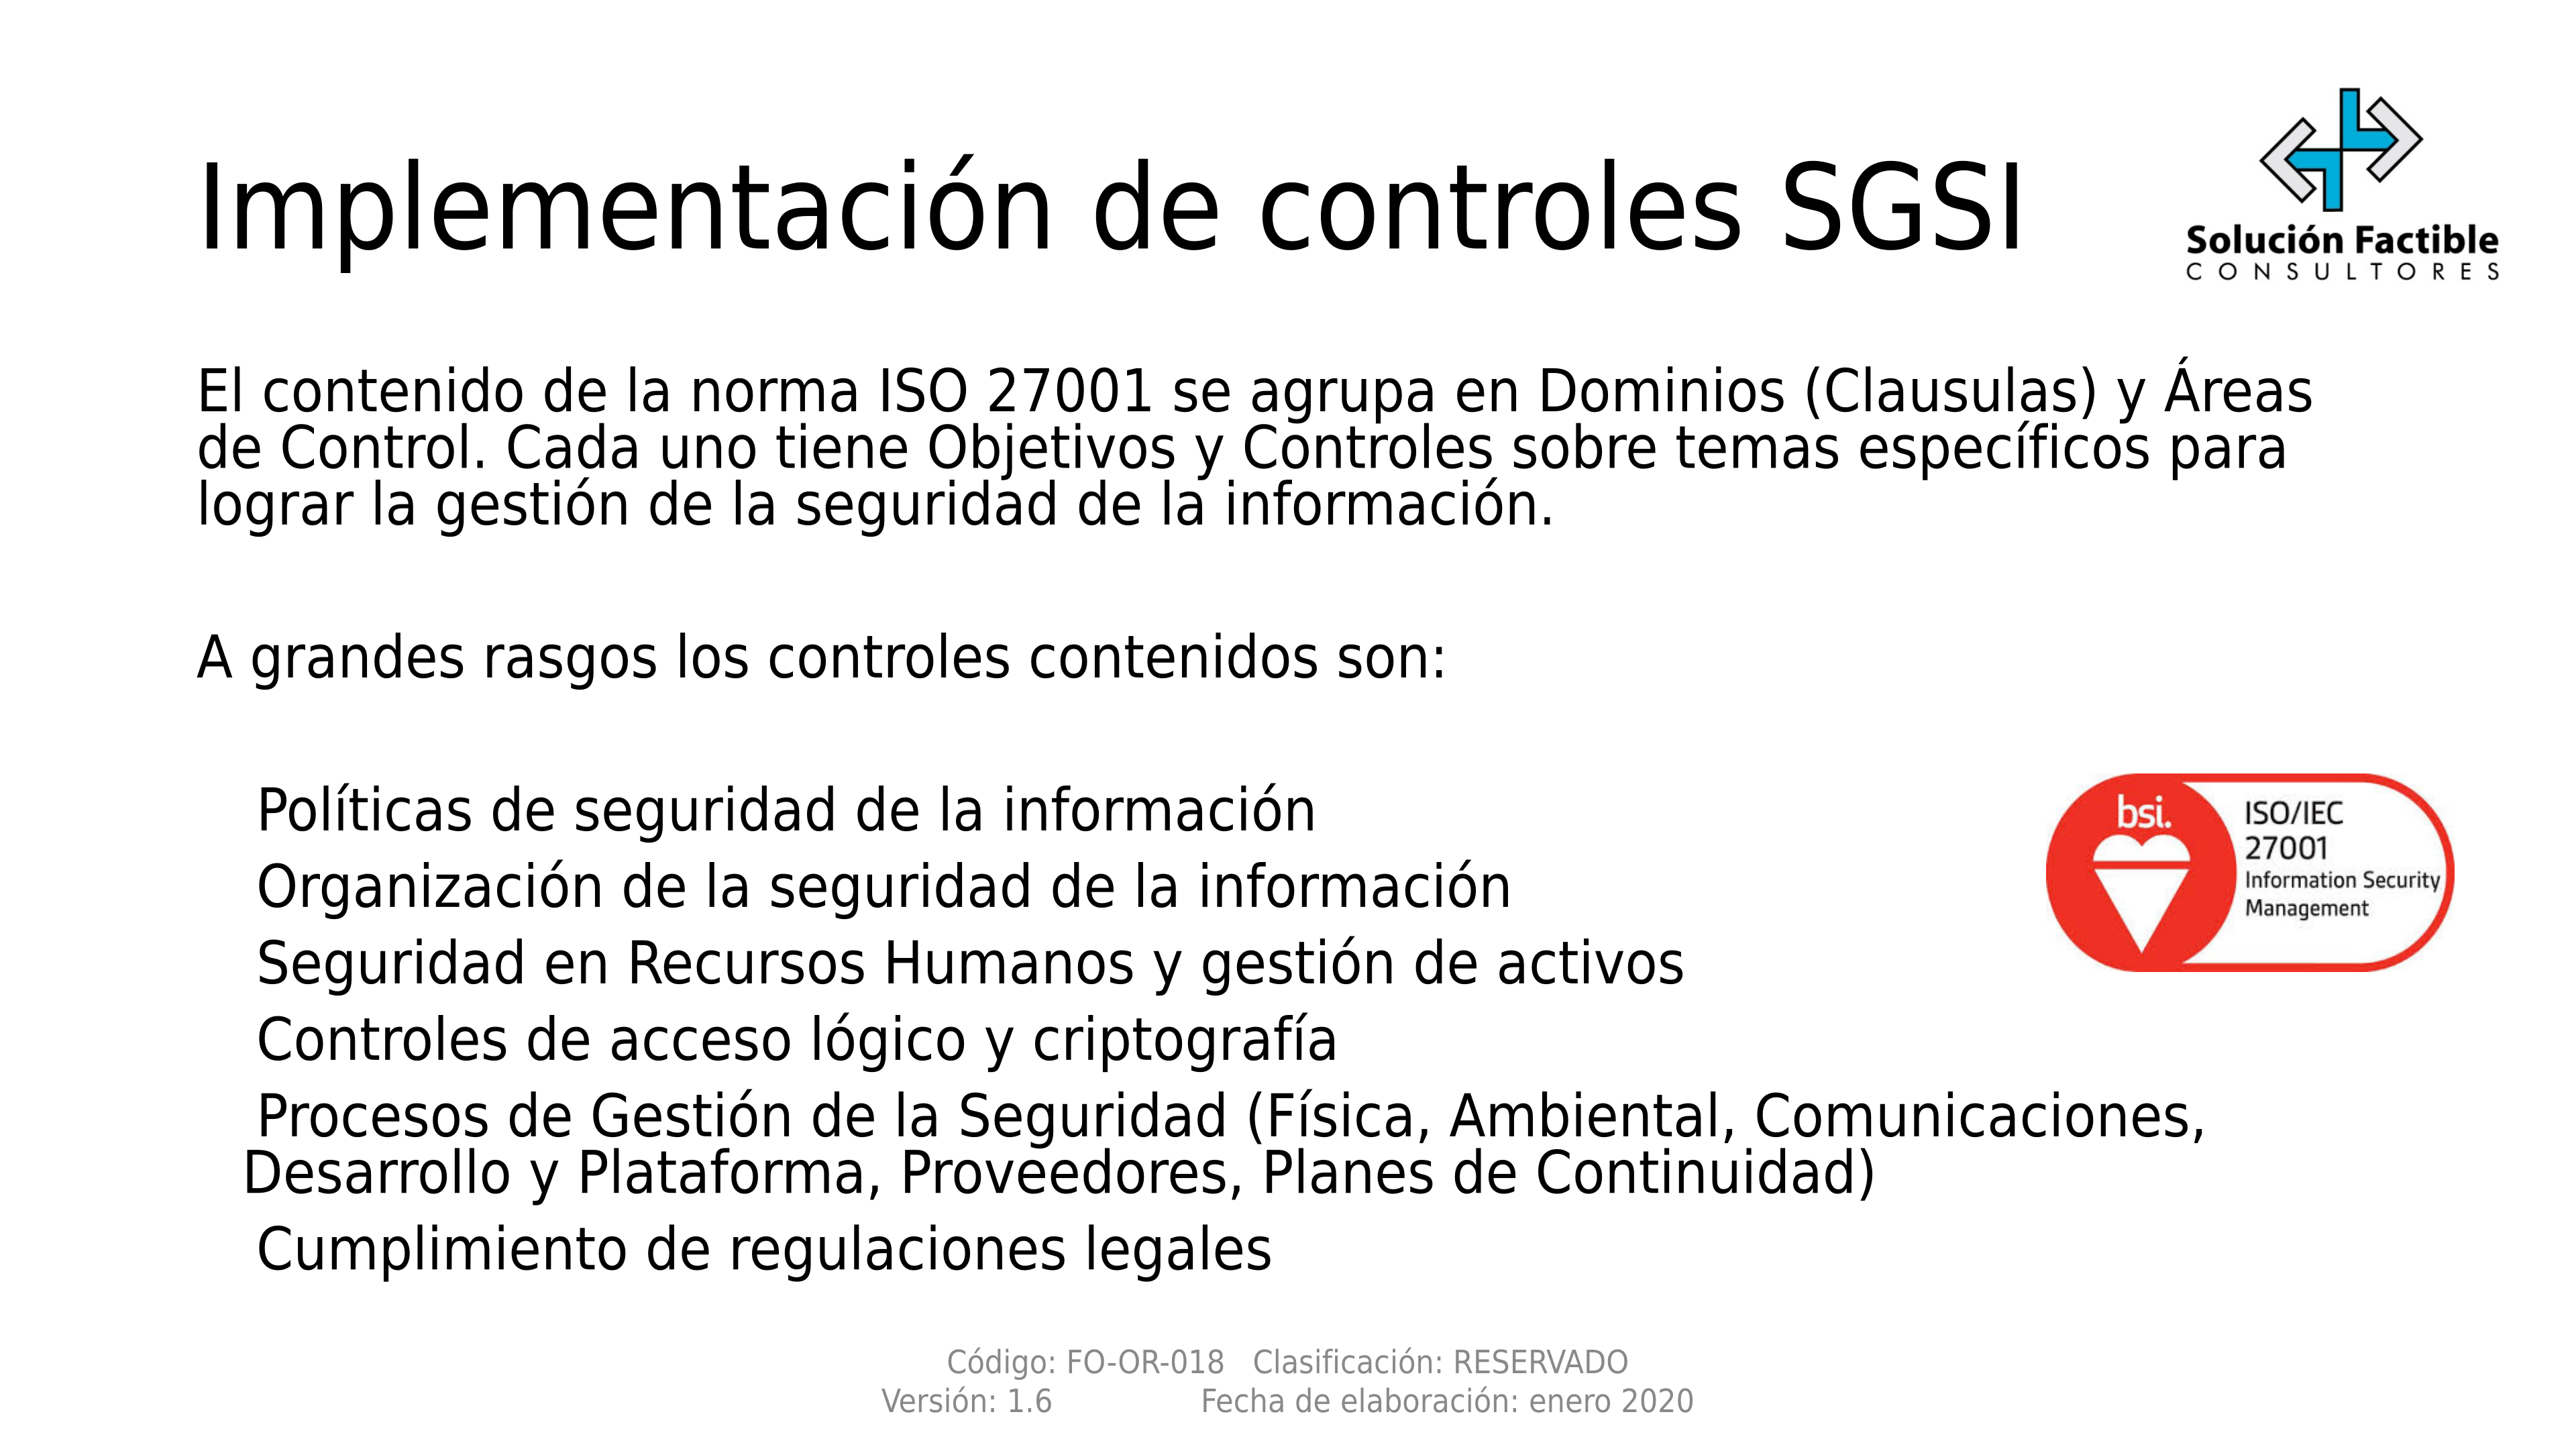 Implementación de controles SGSI
Solución Factible
CONSULTORES
El contenido de la norma ISO 27001 se agrupa en Dominios (Clausulas) y Áreas
de Control. Cada uno tiene Objetivos y Controles sobre temas específicos para
lograr la gestión de la seguridad de la información.
A grandes rasgos los controles contenidos son:
Políticas de seguridad de la información
Organización de la seguridad de la información
Seguridad en Recursos Humanos y gestión de activos
Controles de acceso lógico y criptografía
Procesos de Gestión de la Seguridad (Física, Ambiental, Comunicaciones,
Desarrollo y Plataforma, Proveedores, Planes de Continuidad)
Cumplimiento de regulaciones legales
bsi.
ISO/IEC
27001
Information Security
Management
Código: FO-OR-018 Clasificación: RESERVADO
Versión: 1.6 Fecha de elaboración: enero 2020